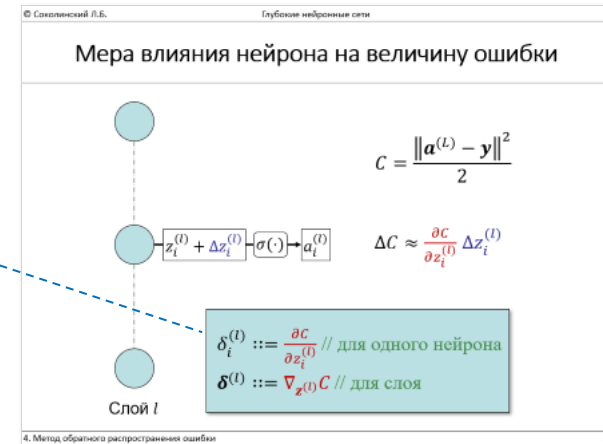 © Соколинский Л.Б. Глубокие нейронные сети
Мера влияния нейрона на величину ошибки
C = ‖a^{(L)} − y‖² / 2
z_i^{(l)} + Δz_i^{(l)} σ(·) a_i^{(l)}
ΔC ≈ ∂C/∂z_i^{(l)} Δz_i^{(l)}
δ_i^{(l)} ::= ∂C/∂z_i^{(l)} // для одного нейрона
δ^{(l)} ::= ∇_{z^{(l)}} C // для слоя
Слой l
4. Метод обратного распространения ошибки